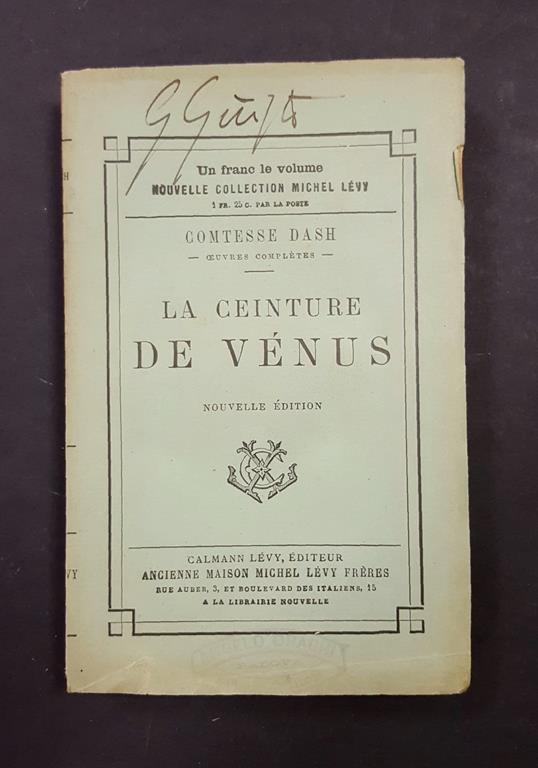 Un franc le volume
NOUVELLE COLLECTION MICHEL LÉVY
1 FR. 25 C. PAR LA POSTE
COMTESSE DASH
— ŒUVRES COMPLÈTES —
LA CEINTURE
DE VÉNUS
NOUVELLE ÉDITION
CALMANN LÉVY, ÉDITEUR
ANCIENNE MAISON MICHEL LÉVY FRÈRES
RUE AUBER, 3, ET BOULEVARD DES ITALIENS, 15
A LA LIBRAIRIE NOUVELLE